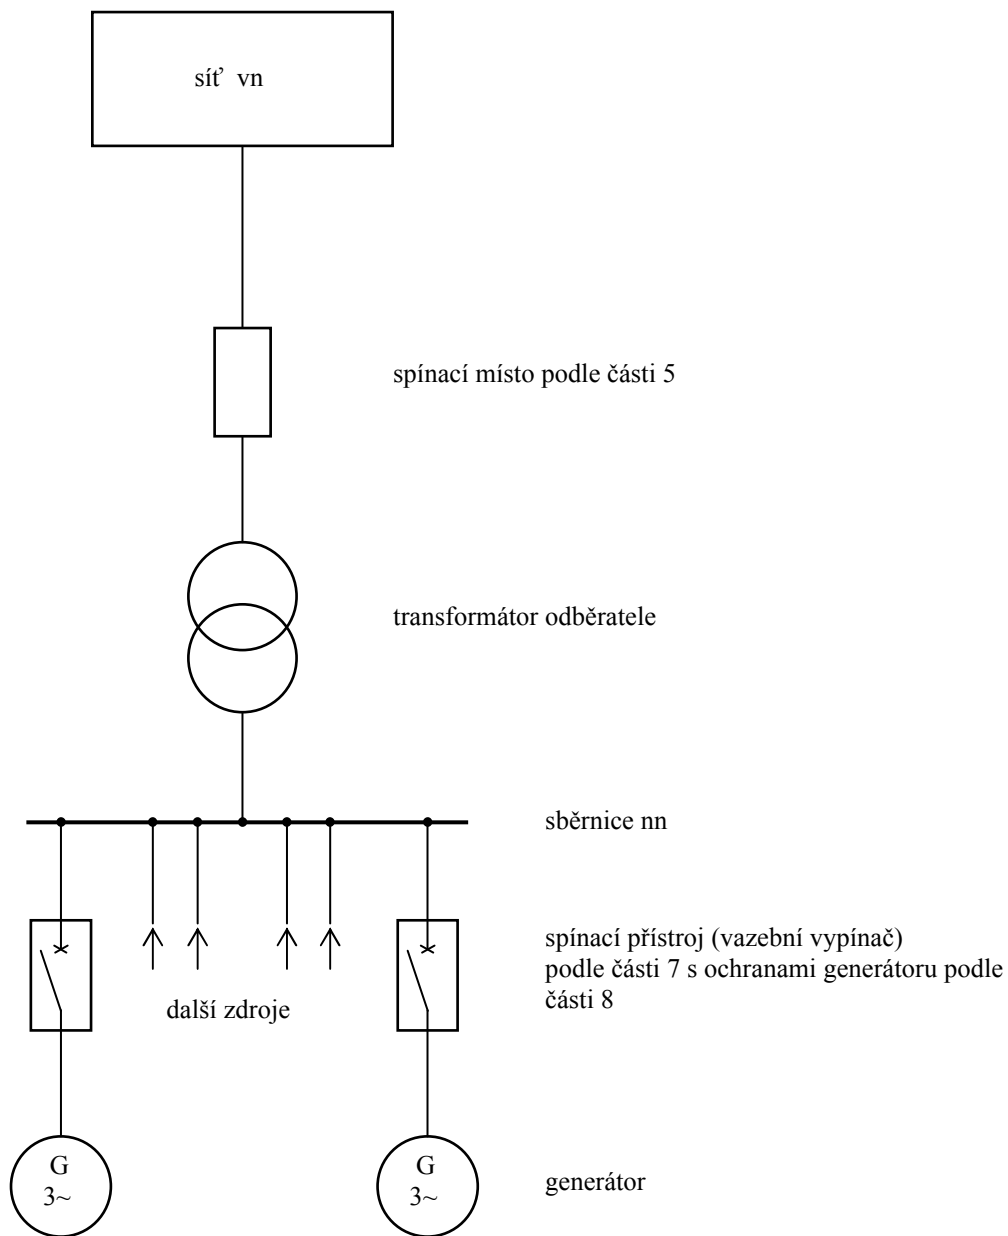 síť vn
spínací místo podle části 5
transformátor odběratele
sběrnice nn
spínací přístroj (vazební vypínač)
podle části 7 s ochranami generátoru podle
části 8
další zdroje
G
3~
G
3~
generátor